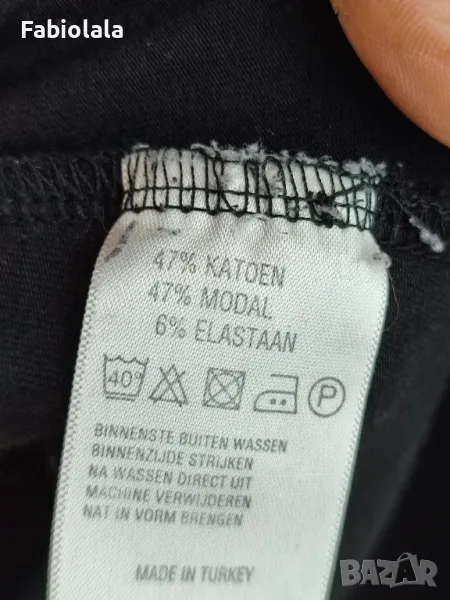 Fabiolala
47% KATOEN
47% MODAL
6% ELASTAAN
40°
P
BINNENSTE BUITEN WASSEN
BINNENZIJDE STRIJKEN
NA WASSEN DIRECT UIT
MACHINE VERWIJDEREN
NAT IN VORM BRENGEN
MADE IN TURKEY
BAZAR